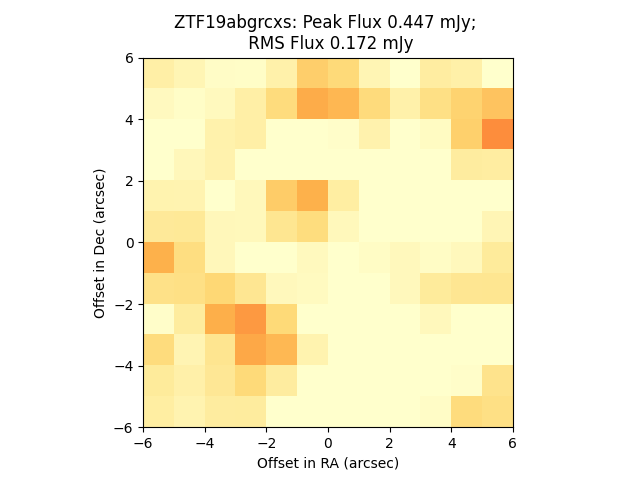 ZTF19abgrcxs: Peak Flux 0.447 mJy;
RMS Flux 0.172 mJy
6
4
2
0
−2
−4
−6
Offset in Dec (arcsec)
−6 −4 −2 0 2 4 6
Offset in RA (arcsec)